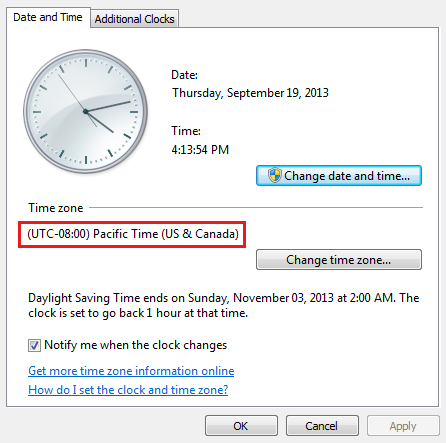 Date and Time
Additional Clocks
Date:
Thursday, September 19, 2013
Time:
4:13:54 PM
Change date and time...
Time zone
(UTC-08:00) Pacific Time (US & Canada)
Change time zone...
Daylight Saving Time ends on Sunday, November 03, 2013 at 2:00 AM. The
clock is set to go back 1 hour at that time.
Notify me when the clock changes
Get more time zone information online
How do I set the clock and time zone?
OK
Cancel
Apply